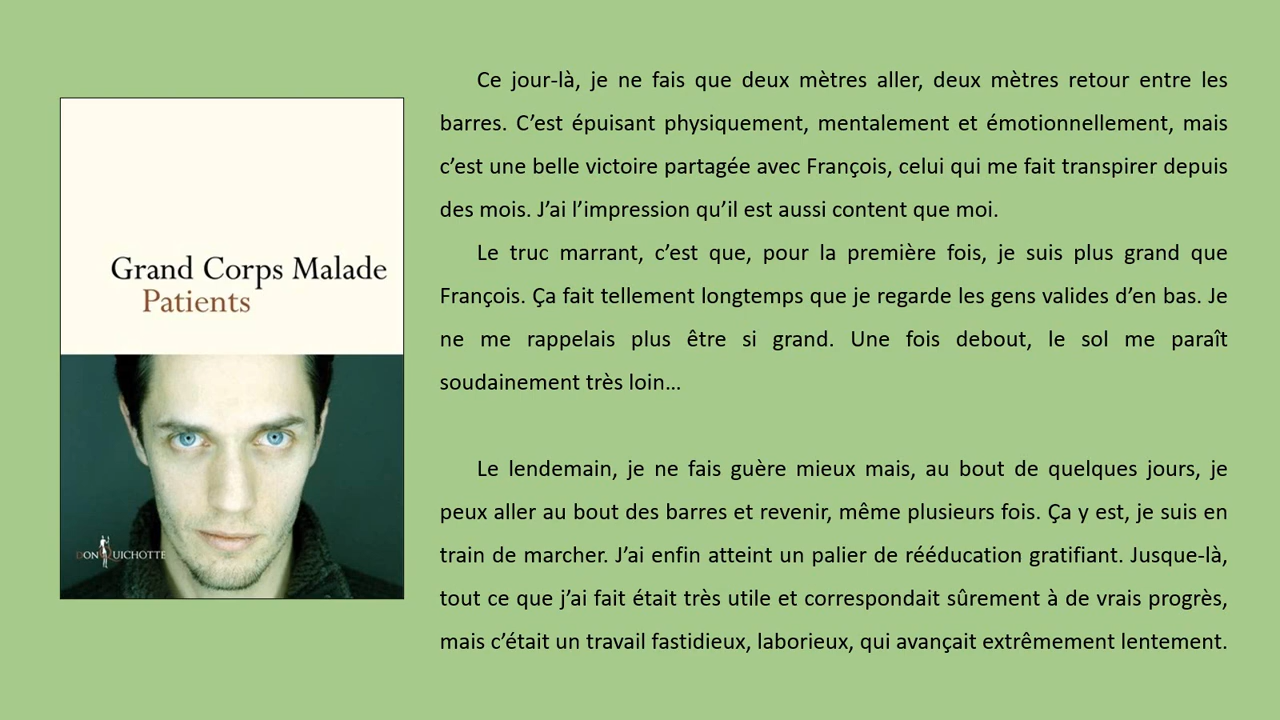 Grand Corps Malade
Patients
DON QUICHOTTE
Ce jour-là, je ne fais que deux mètres aller, deux mètres retour entre les
barres. C’est épuisant physiquement, mentalement et émotionnellement, mais
c’est une belle victoire partagée avec François, celui qui me fait transpirer depuis
des mois. J’ai l’impression qu’il est aussi content que moi.
Le truc marrant, c’est que, pour la première fois, je suis plus grand que
François. Ça fait tellement longtemps que je regarde les gens valides d’en bas. Je
ne me rappelais plus être si grand. Une fois debout, le sol me paraît
soudainement très loin…
Le lendemain, je ne fais guère mieux mais, au bout de quelques jours, je
peux aller au bout des barres et revenir, même plusieurs fois. Ça y est, je suis en
train de marcher. J’ai enfin atteint un palier de rééducation gratifiant. Jusque-là,
tout ce que j’ai fait était très utile et correspondait sûrement à de vrais progrès,
mais c’était un travail fastidieux, laborieux, qui avançait extrêmement lentement.